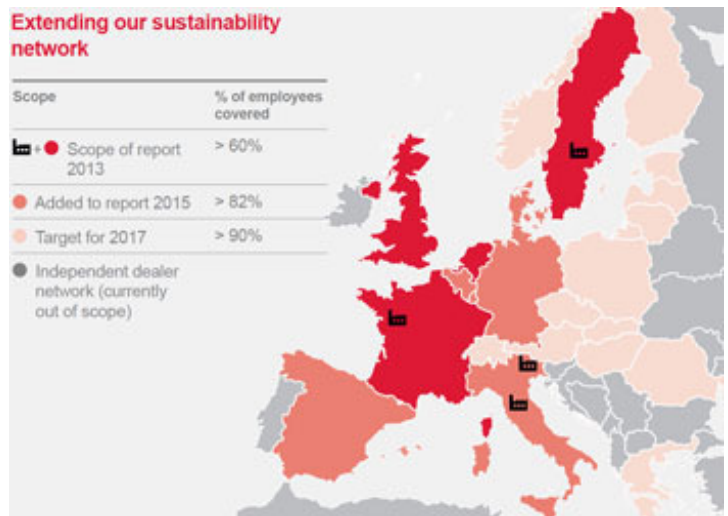 Extending our sustainability
network
Scope
% of employees
covered
+ Scope of report
2013
> 60%
Added to report 2015
> 82%
Target for 2017
> 90%
Independent dealer
network (currently
out of scope)